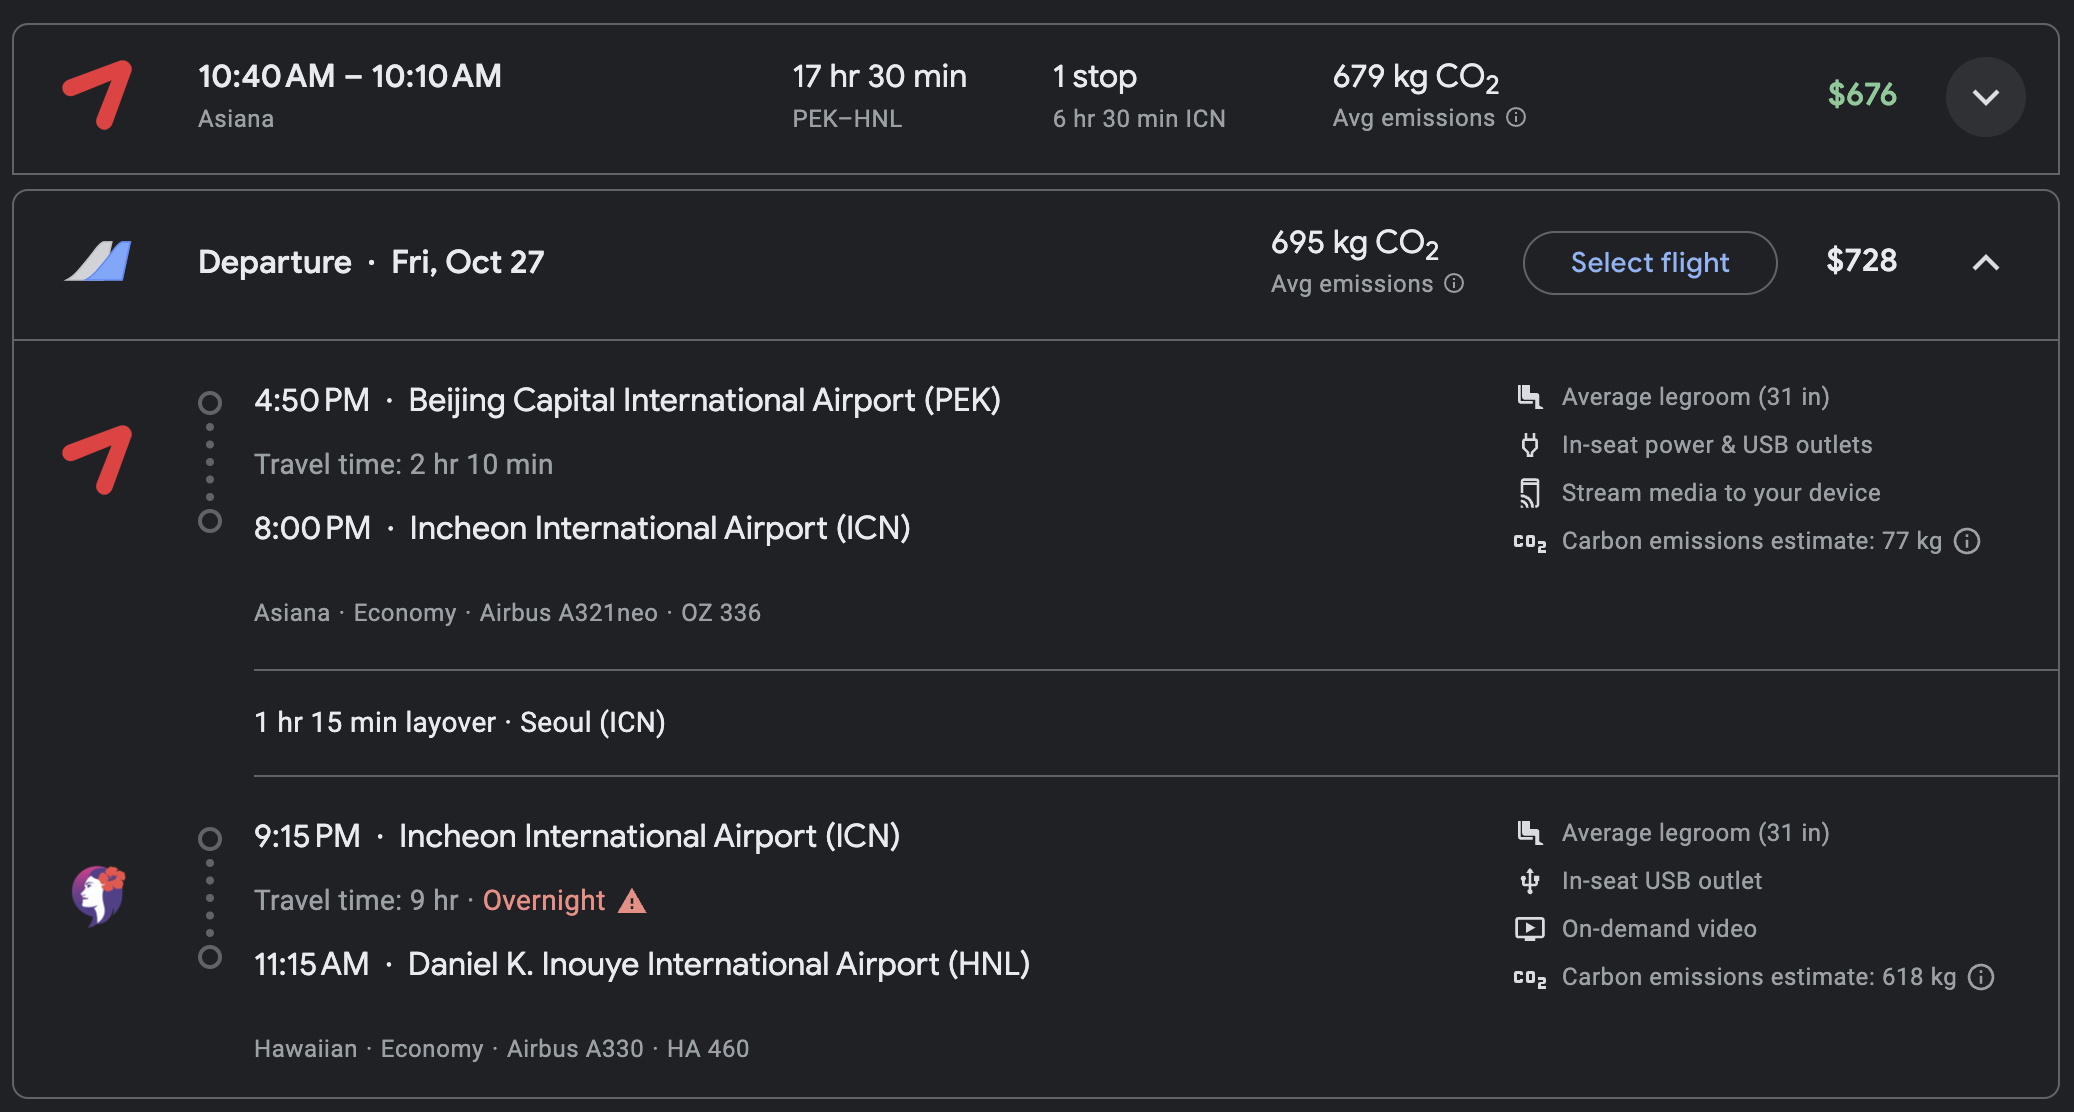 10:40 AM – 10:10 AM
Asiana
17 hr 30 min
PEK–HNL
1 stop
6 hr 30 min ICN
679 kg CO2
Avg emissions
$676
Departure · Fri, Oct 27
695 kg CO2
Avg emissions
Select flight
$728
4:50 PM · Beijing Capital International Airport (PEK)
Travel time: 2 hr 10 min
8:00 PM · Incheon International Airport (ICN)
Asiana · Economy · Airbus A321neo · OZ 336
Average legroom (31 in)
In-seat power & USB outlets
Stream media to your device
CO2 Carbon emissions estimate: 77 kg
1 hr 15 min layover · Seoul (ICN)
9:15 PM · Incheon International Airport (ICN)
Travel time: 9 hr · Overnight
11:15 AM · Daniel K. Inouye International Airport (HNL)
Hawaiian · Economy · Airbus A330 · HA 460
Average legroom (31 in)
In-seat USB outlet
On-demand video
CO2 Carbon emissions estimate: 618 kg